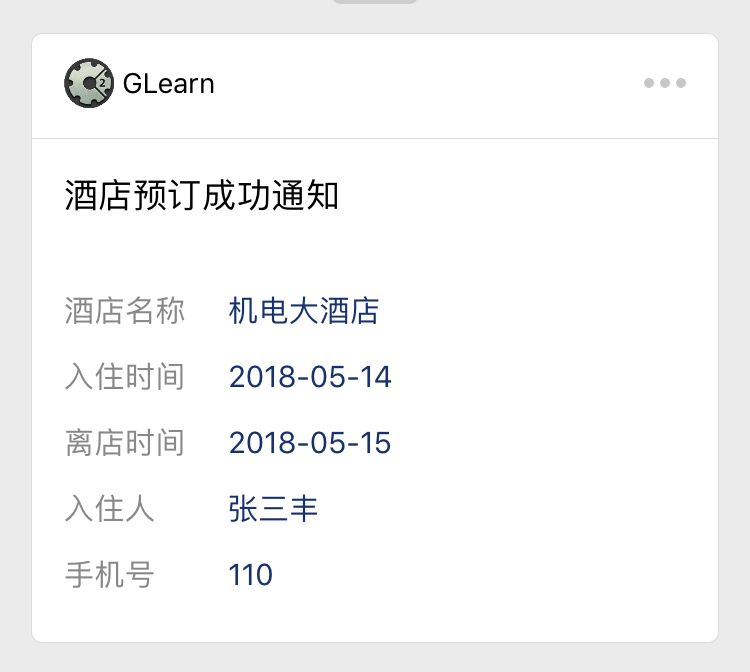 GLearn
酒店预订成功通知
酒店名称 机电大酒店
入住时间 2018-05-14
离店时间 2018-05-15
入住人 张三丰
手机号 110